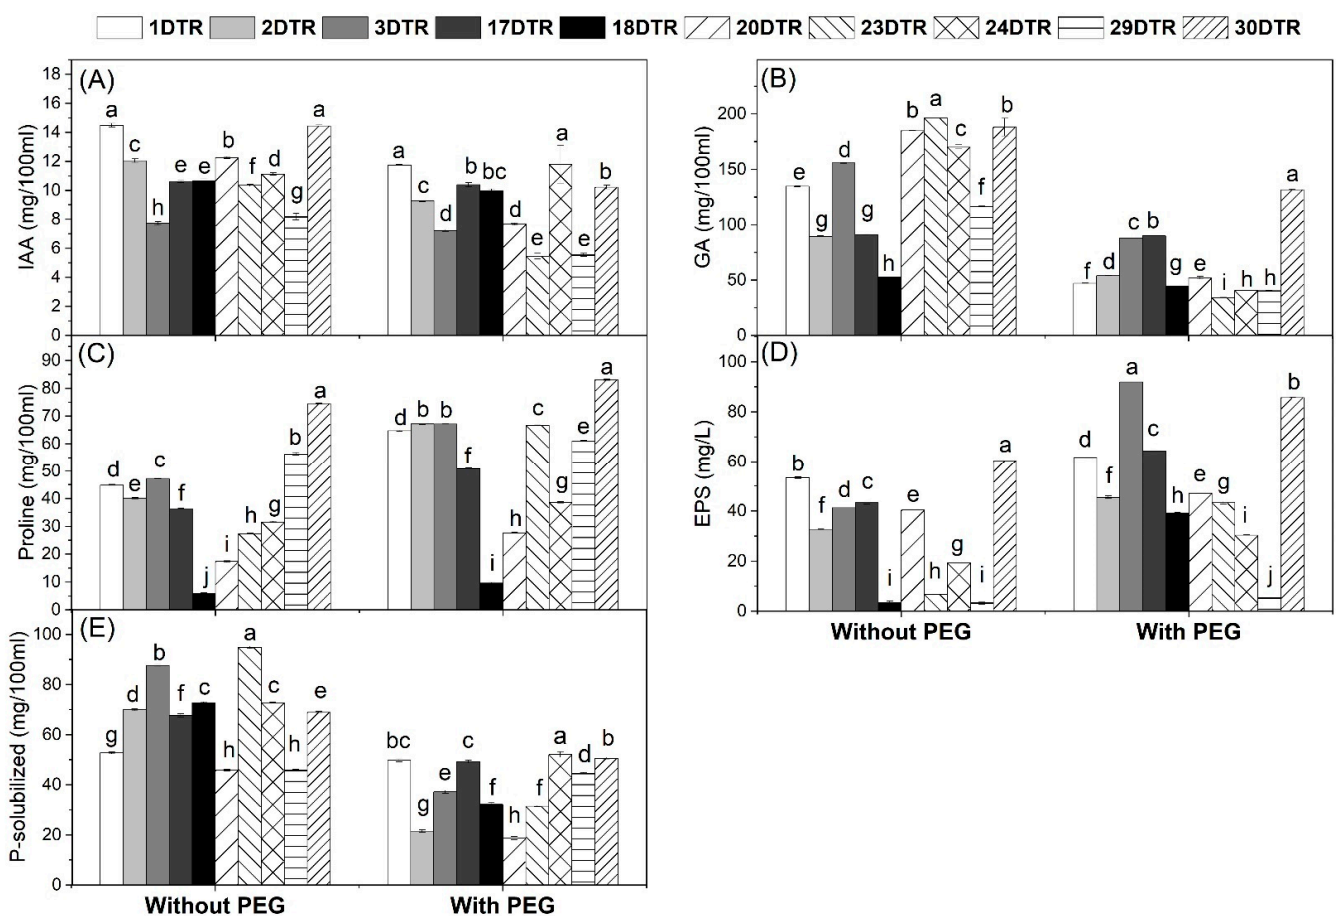 1DTR 2DTR 3DTR 17DTR 18DTR 20DTR 23DTR 24DTR 29DTR 30DTR
(A)
IAA (mg/100ml)
18
16
14
12
10
8
6
4
2
0
a c h e e b f d g a
a c d b bc d e a e b
(B)
GA (mg/100ml)
200
150
100
50
0
e g d g h b a c f b
f d c b g e i h h a
(C)
Proline (mg/100ml)
90
80
70
60
50
40
30
20
10
0
d e c f j i h g b a
d b b f i h c g e a
(D)
EPS (mg/L)
100
80
60
40
20
0
b f d c i e h g i a
d f a c h e g i j b
Without PEG With PEG
(E)
P-solubilized (mg/100ml)
100
80
60
40
20
0
g d b f c h a c h e
bc g e c f h f a d b
Without PEG With PEG